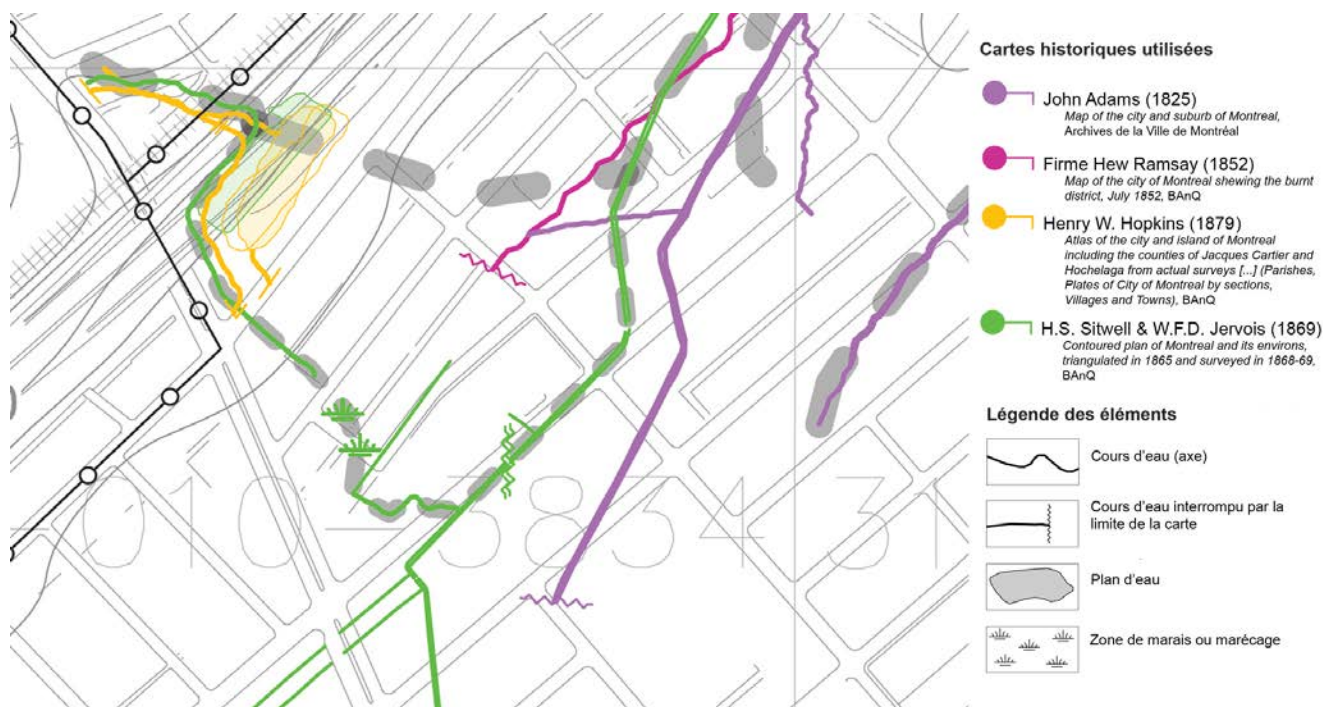 Cartes historiques utilisées
John Adams (1825)
Map of the city and suburb of Montreal,
Archives de la Ville de Montréal
Firme Hew Ramsay (1852)
Map of the city of Montreal shewing the burnt
district, July 1852, BAnQ
Henry W. Hopkins (1879)
Atlas of the city and island of Montreal
including the counties of Jacques Cartier and
Hochelaga from actual surveys [...] (Parishes,
Plates of City of Montreal by sections,
Villages and Towns), BAnQ
H.S. Sitwell & W.F.D. Jervois (1869)
Contoured plan of Montreal and its environs,
triangulated in 1865 and surveyed in 1868-69,
BAnQ
Légende des éléments
Cours d'eau (axe)
Cours d'eau interrompu par la
limite de la carte
Plan d'eau
Zone de marais ou marécage
010-3834-31